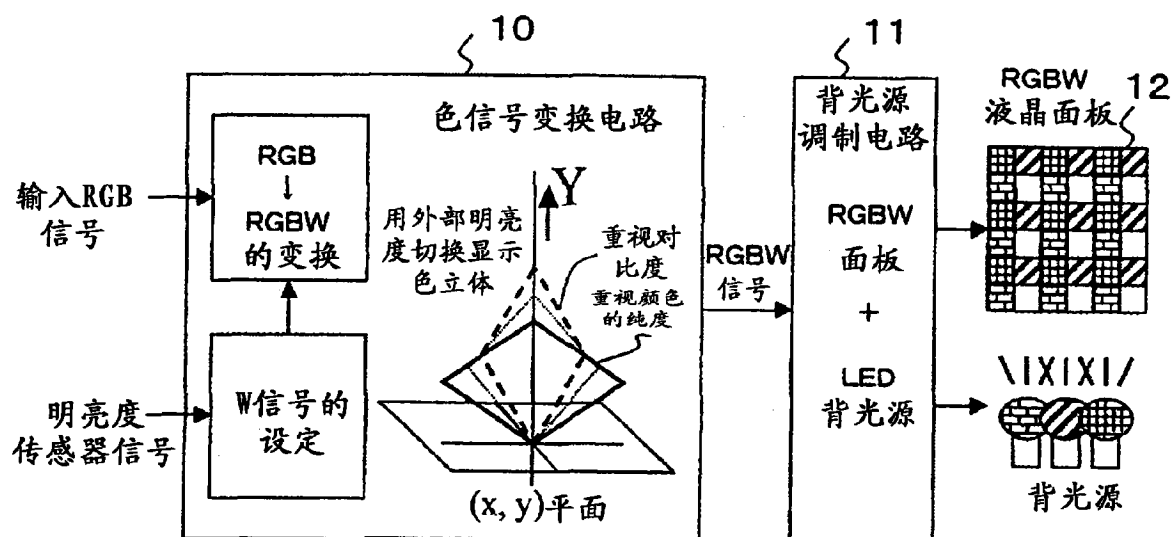 10
色信号变换电路
RGB
↓
RGBW
的变换
输入RGB
信号
W信号的
设定
明亮度
传感器信号
用外部明亮
度切换显示
色立体
Y
重视对
比度
重视颜色
的纯度
(x, y)平面
RGBW
信号
11
背光源
调制电路
RGBW
面板
+
LED
背光源
RGBW
液晶面板
12
背光源